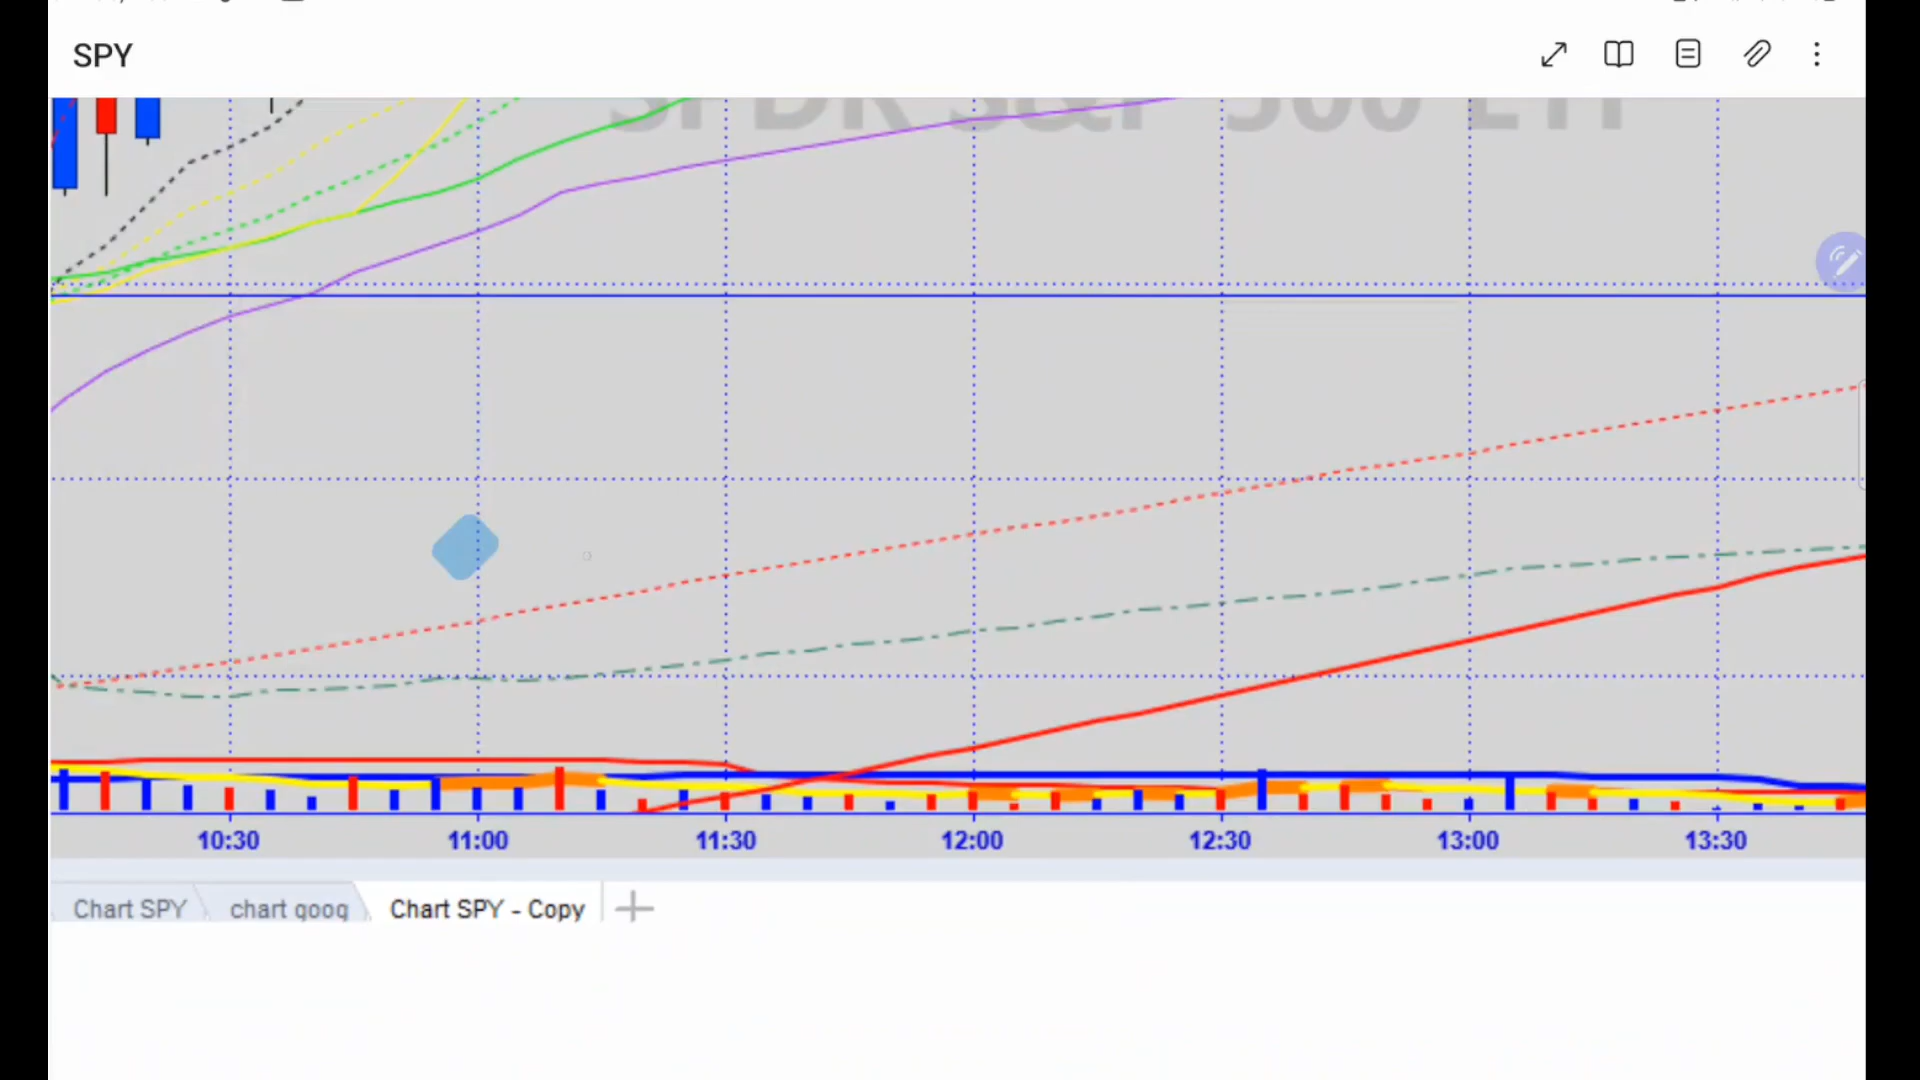 SPY
SPDR S&P 500 ETF
10:30 11:00 11:30 12:00 12:30 13:00 13:30
Chart SPY chart goog Chart SPY - Copy